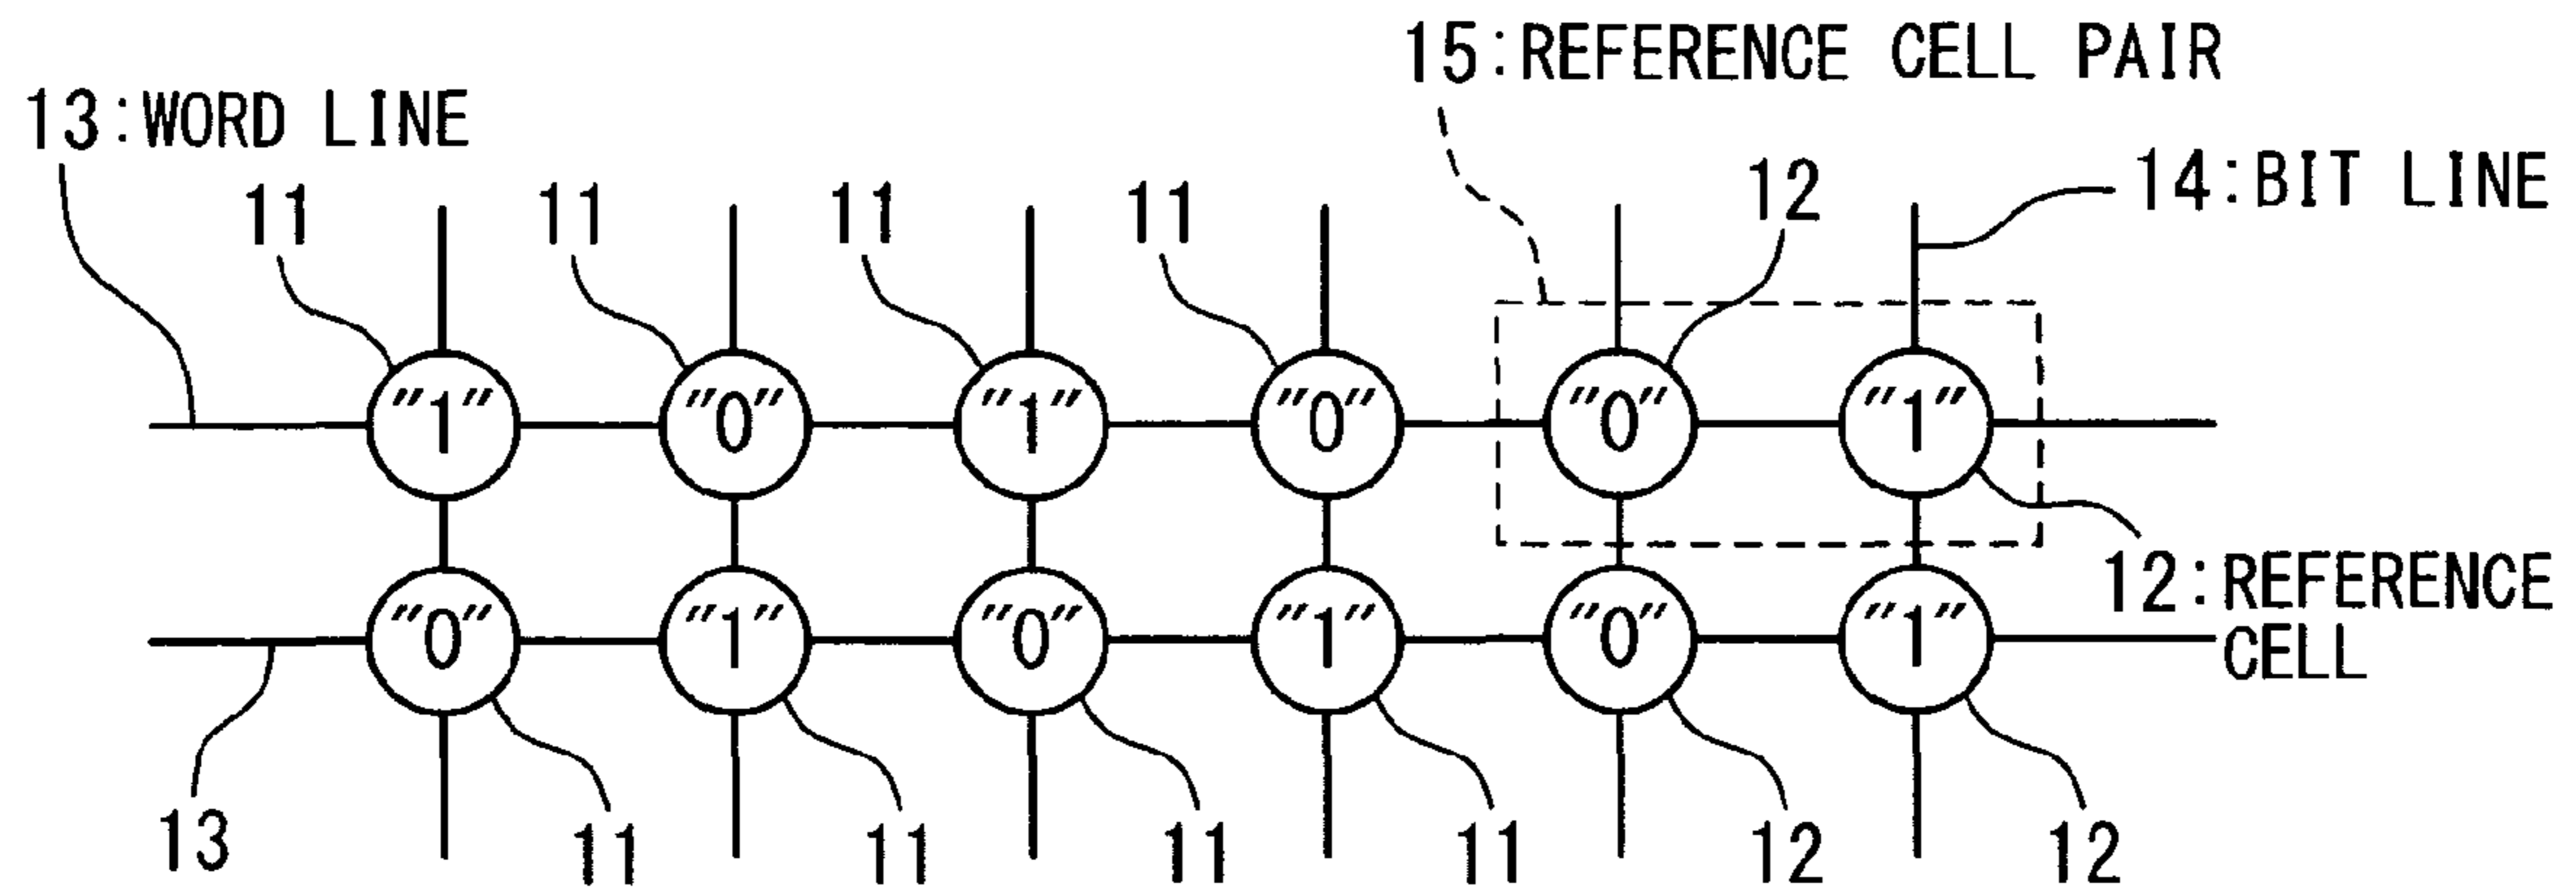 15:REFERENCE CELL PAIR
13:WORD LINE
14:BIT LINE
11 11 11 11 12
"1" "0" "1" "0" "0" "1"
12:REFERENCE
CELL
"0" "1" "0" "1" "0" "1"
13 11 11 11 11 12 12